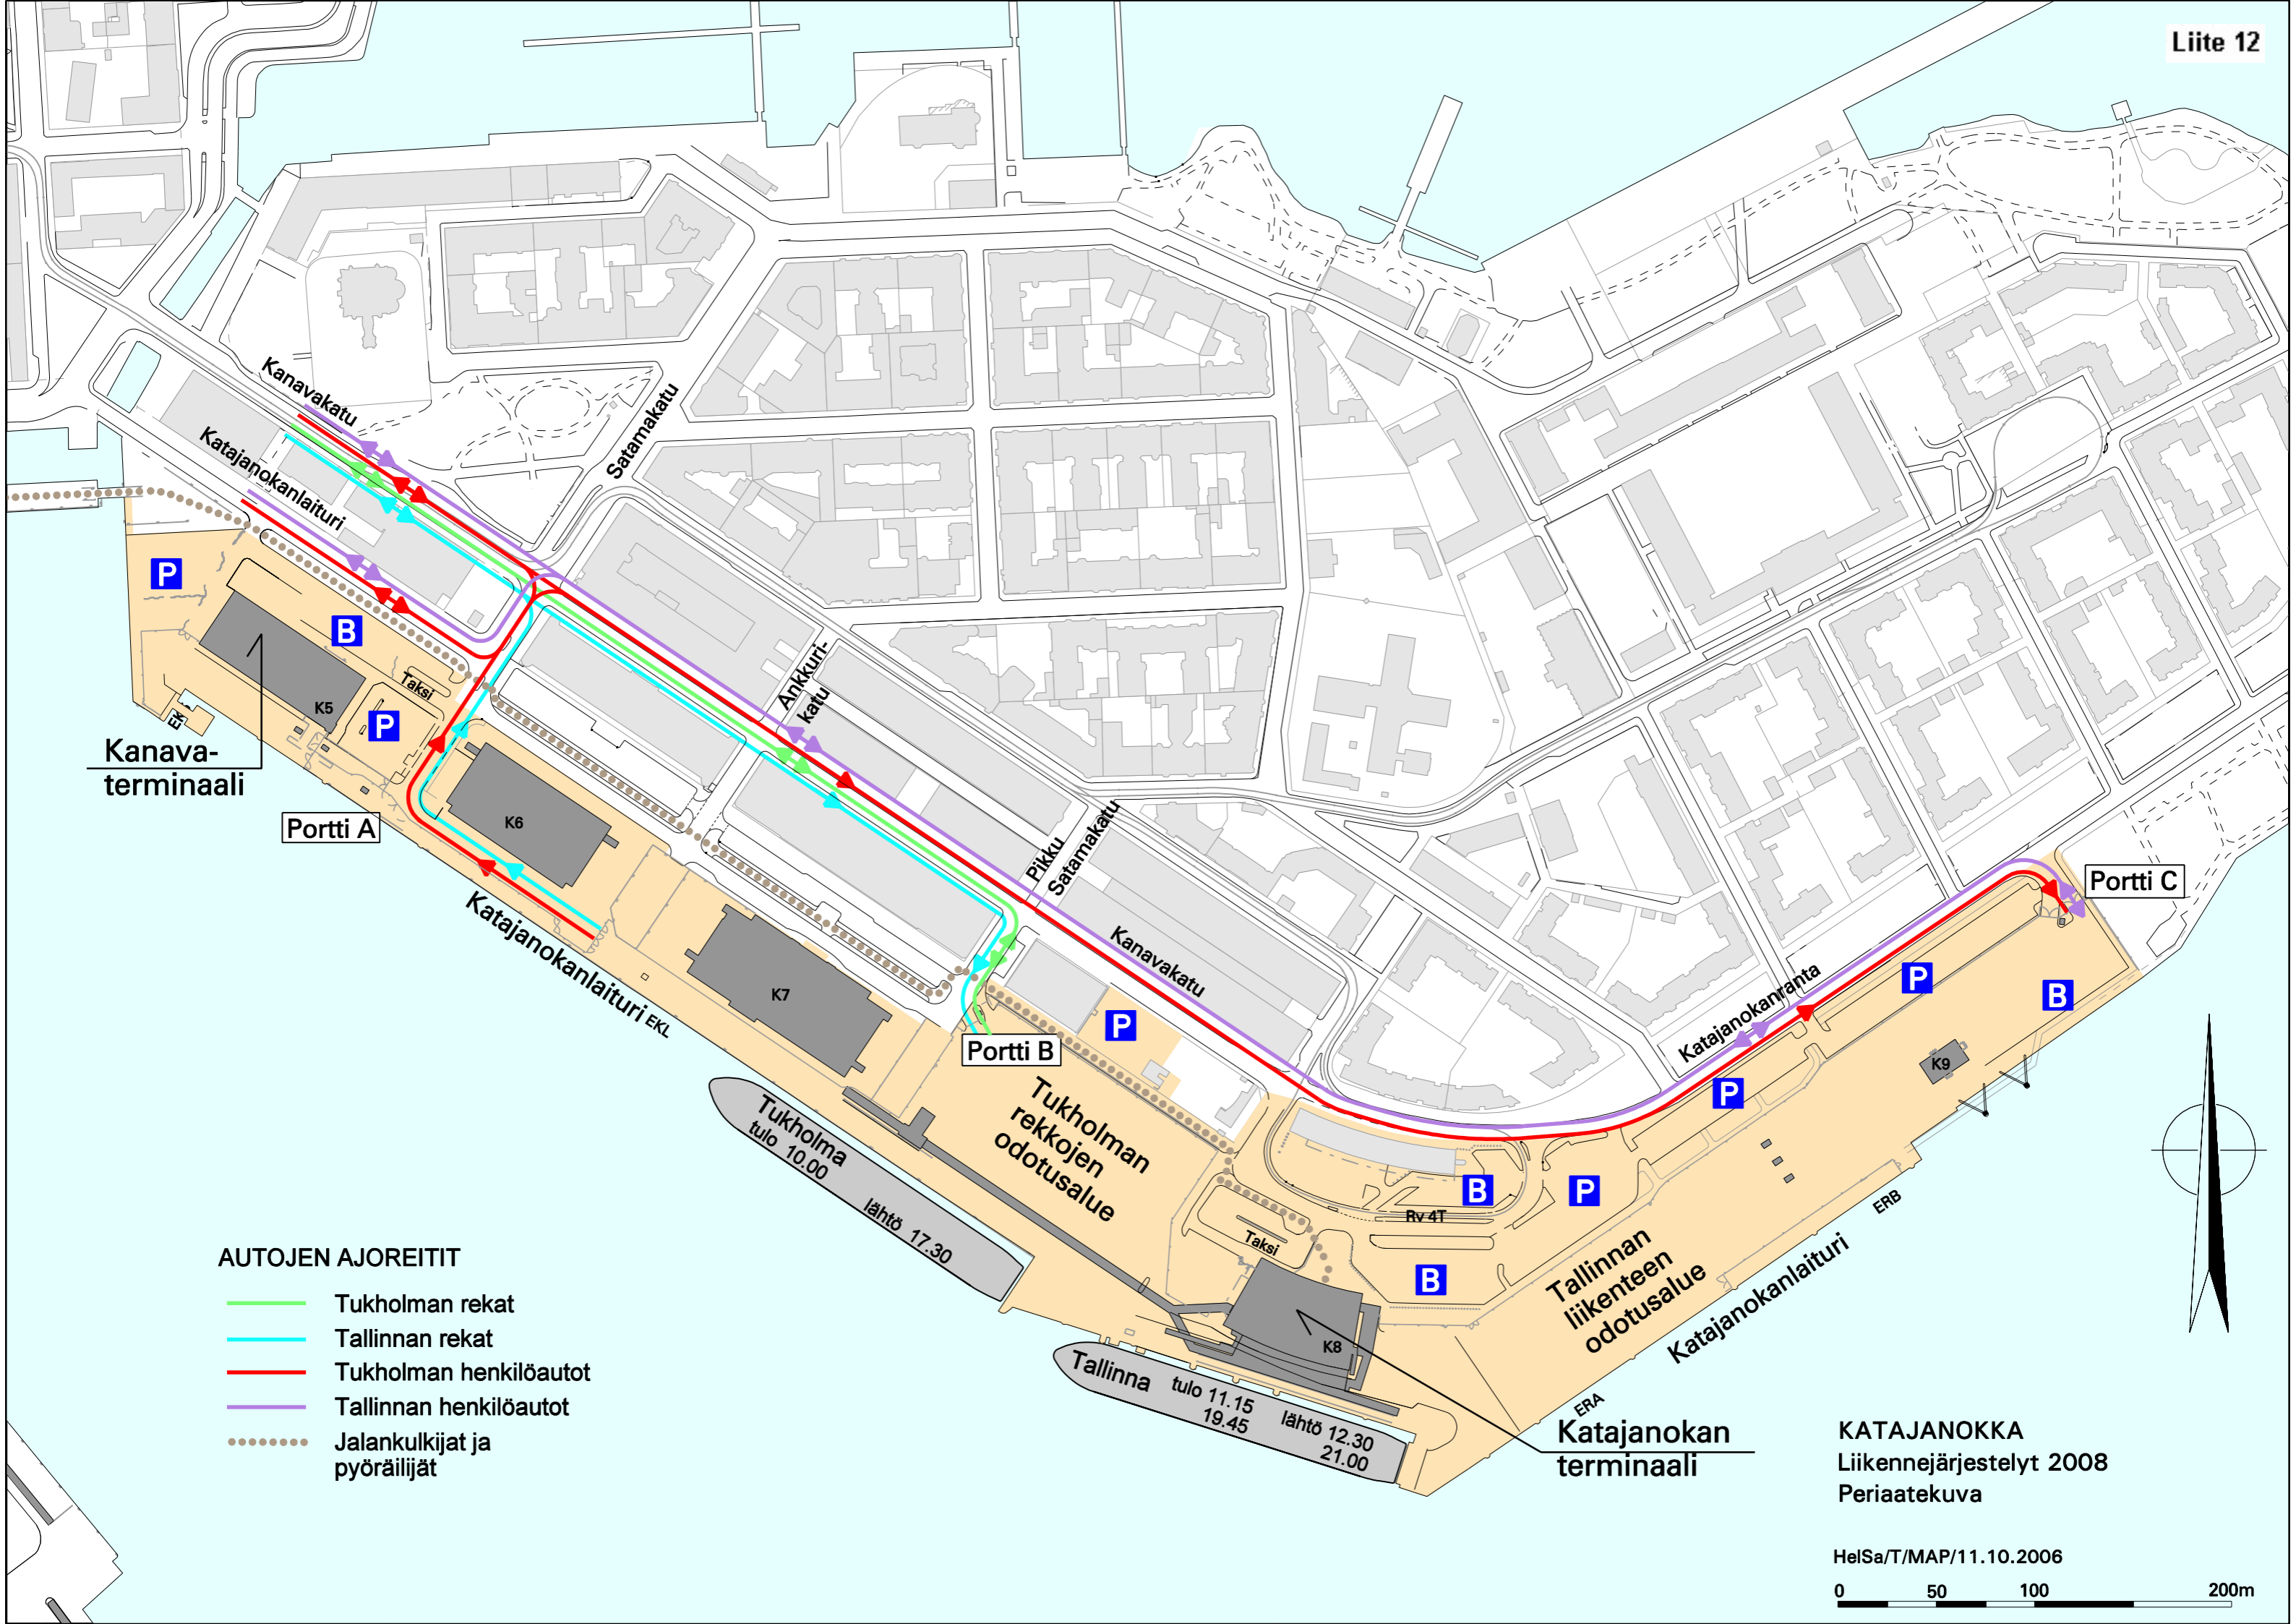 Liite 12
Kanavakatu
Katajanokanlaituri
Satamakatu
P
B
Taksi
K5
EK
P
Kanava-
terminaali
Portti A
K6
Ankkuri-
katu
Pikku
Satamakatu
Katajanokanlaituri EKL
K7
Kanavakatu
Portti B
P
Portti C
P
B
Katajanokanranta
P
K9
Tukholma
tulo 10.00
lähtö 17.30
Tukholman
rekkojen
odotusalue
B
P
Rv 4T
Taksi
B
K8
Tallinnan
liikenteen
odotusalue
ERB
Katajanokanlaituri
ERA
Tallinna
tulo 11.15
19.45
lähtö 12.30
21.00
Katajanokan
terminaali
AUTOJEN AJOREITIT
Tukholman rekat
Tallinnan rekat
Tukholman henkilöautot
Tallinnan henkilöautot
Jalankulkijat ja
pyöräilijät
KATAJANOKKA
Liikennejärjestelyt 2008
Periaatekuva
HelSa/T/MAP/11.10.2006
0 50 100 200m